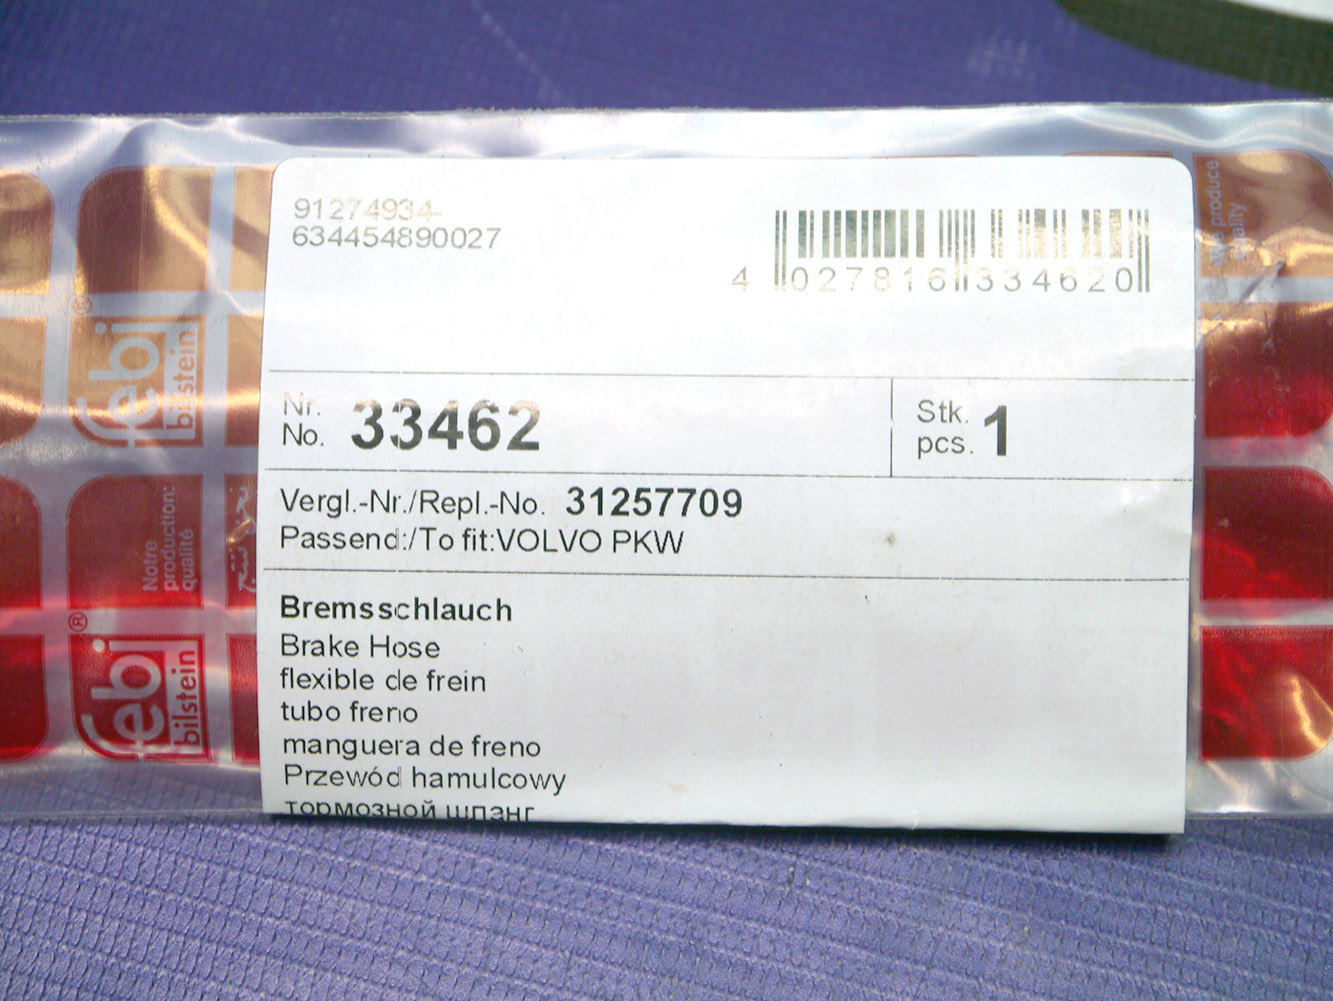 91274934-
634454890027
4 027816 334620
Nr.
No. 33462
Stk.
pcs. 1
Vergl.-Nr./Repl.-No. 31257709
Passend:/To fit:VOLVO PKW
Bremsschlauch
Brake Hose
flexible de frein
tubo freno
manguera de freno
Przewód hamulcowy
тормозной шланг
febi®
bilstein
Notre
production:
qualité
febi®
bilstein
produce
quality